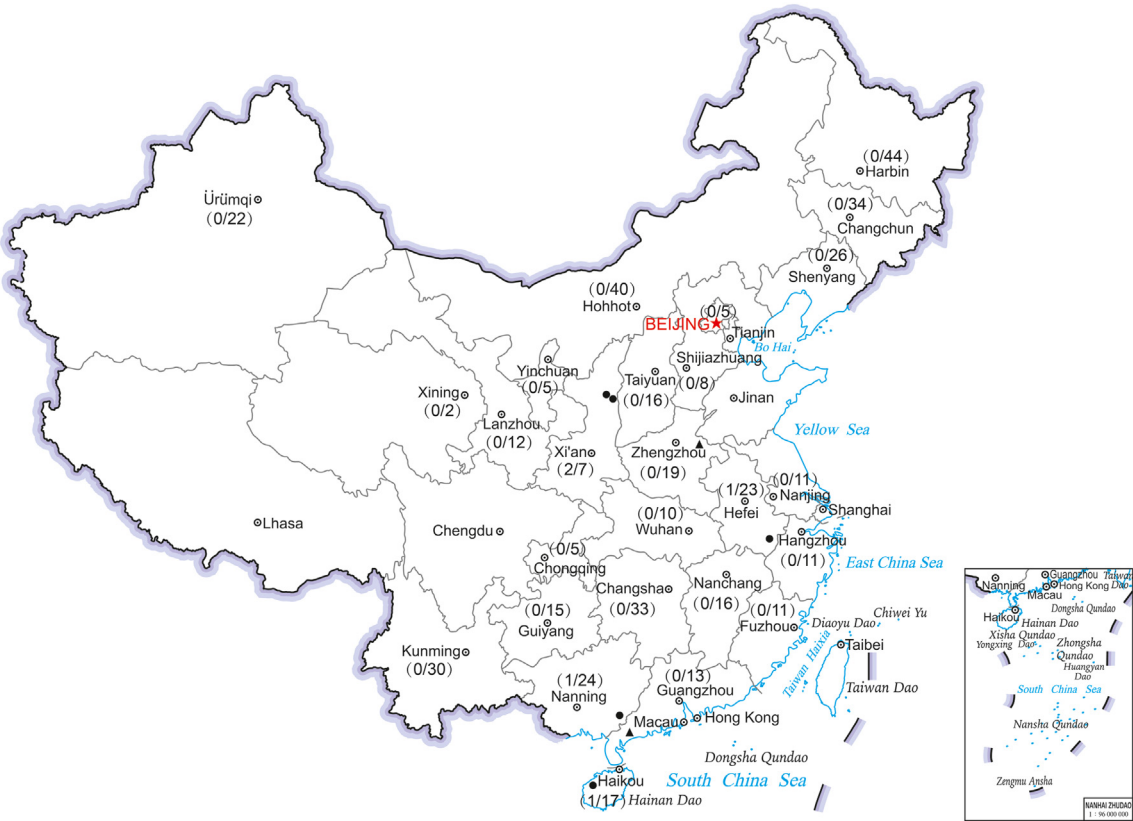 (0/44)
Harbin
(0/34)
Changchun
(0/26)
Shenyang
Ürümqi
(0/22)
(0/40)
Hohhot
(0/5)
BEIJING
Tianjin
Bo Hai
Shijiazhuang
(0/8)
Yinchuan
(0/5)
Taiyuan
(0/16)
Xining
(0/2)
Jinan
Lanzhou
(0/12)
Yellow Sea
Xi'an
(2/7)
Zhengzhou
(0/19)
(0/11)
Nanjing
(1/23)
Hefei
Shanghai
(0/10)
Wuhan
Lhasa
Chengdu
Hangzhou
(0/11)
(0/5)
Chongqing
East China Sea
Changsha
(0/33)
Nanchang
(0/16)
(0/15)
Guiyang
(0/11)
Fuzhou
Chiwei Yu
Diaoyu Dao
Kunming
(0/30)
Taibei
Taiwan Haixia
Taiwan Dao
(1/24)
Nanning
(0/13)
Guangzhou
Macau
Hong Kong
Dongsha Qundao
Haikou
(1/17)
Hainan Dao
South China Sea
Guangzhou
Nanning
Hong Kong
Macau
Taiwan
Dao
Dongsha Qundao
Haikou
Hainan Dao
Xisha Qundao
Yongxing Dao
Zhongsha
Qundao
Huangyan
Dao
South China Sea
Nansha Qundao
Zengmu Ansha
NANHAI ZHUDAO
1 : 96 000 000